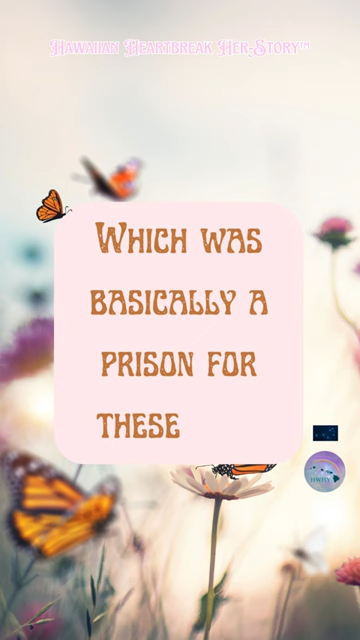 Hawaiian Heartbreak Her-Story™
Which was
basically a
prison for
these